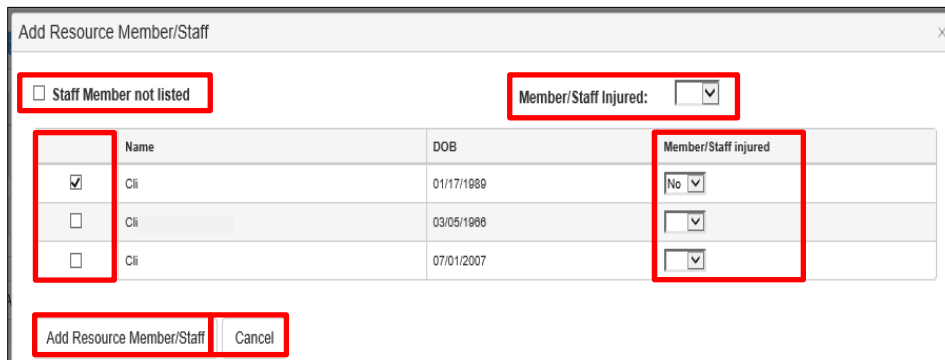 Add Resource Member/Staff ×
Staff Member not listed Member/Staff Injured:
Name DOB Member/Staff injured
Cli 01/17/1989 No
Cli 03/05/1966
Cli 07/01/2007
Add Resource Member/Staff Cancel